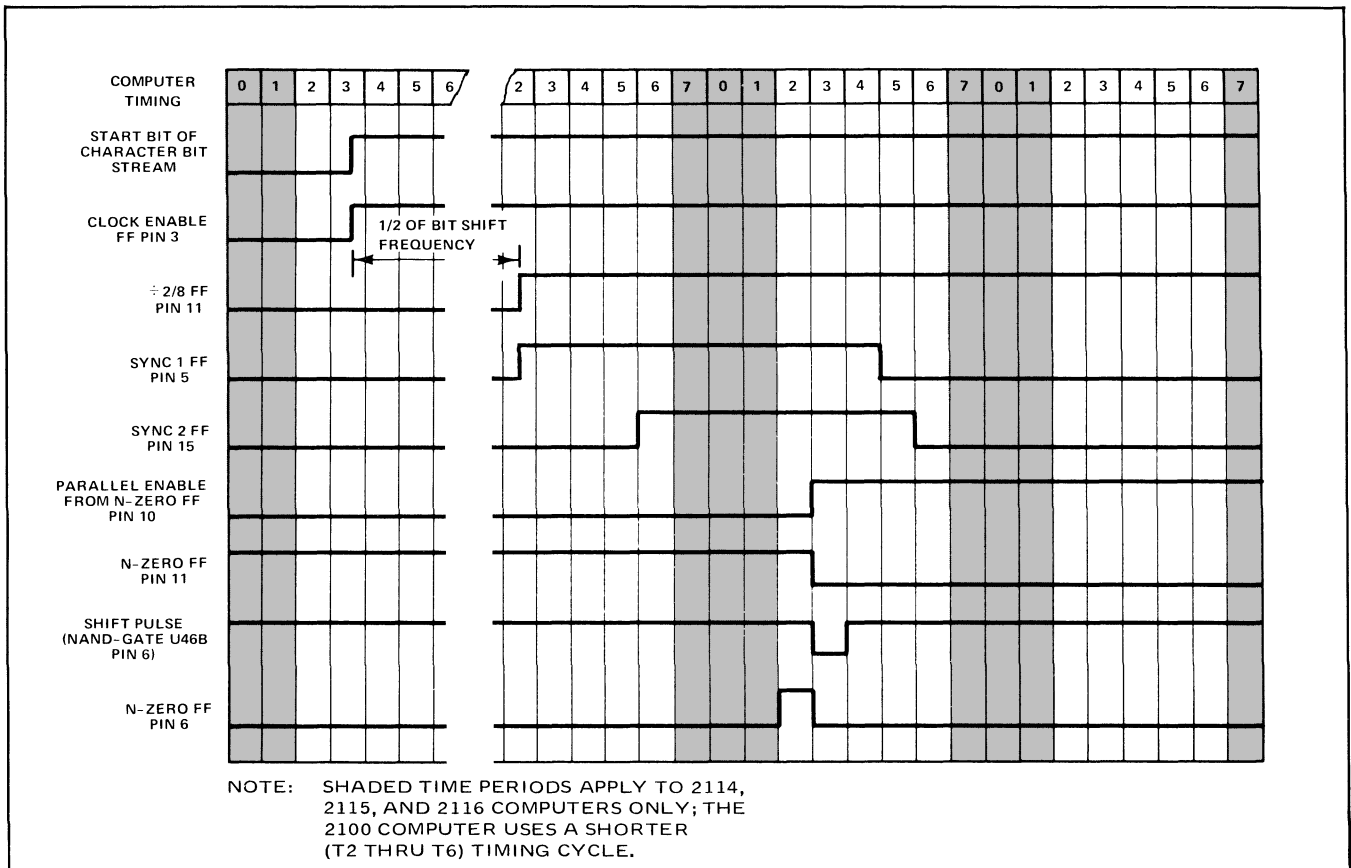 COMPUTER
TIMING
0 1 2 3 4 5 6 2 3 4 5 6 7 0 1 2 3 4 5 6 7 0 1 2 3 4 5 6 7
START BIT OF
CHARACTER BIT
STREAM
CLOCK ENABLE
FF PIN 3
1/2 OF BIT SHIFT
FREQUENCY
÷2/8 FF
PIN 11
SYNC 1 FF
PIN 5
SYNC 2 FF
PIN 15
PARALLEL ENABLE
FROM N-ZERO FF
PIN 10
N-ZERO FF
PIN 11
SHIFT PULSE
(NAND-GATE U46B
PIN 6)
N-ZERO FF
PIN 6
NOTE: SHADED TIME PERIODS APPLY TO 2114,
2115, AND 2116 COMPUTERS ONLY; THE
2100 COMPUTER USES A SHORTER
(T2 THRU T6) TIMING CYCLE.